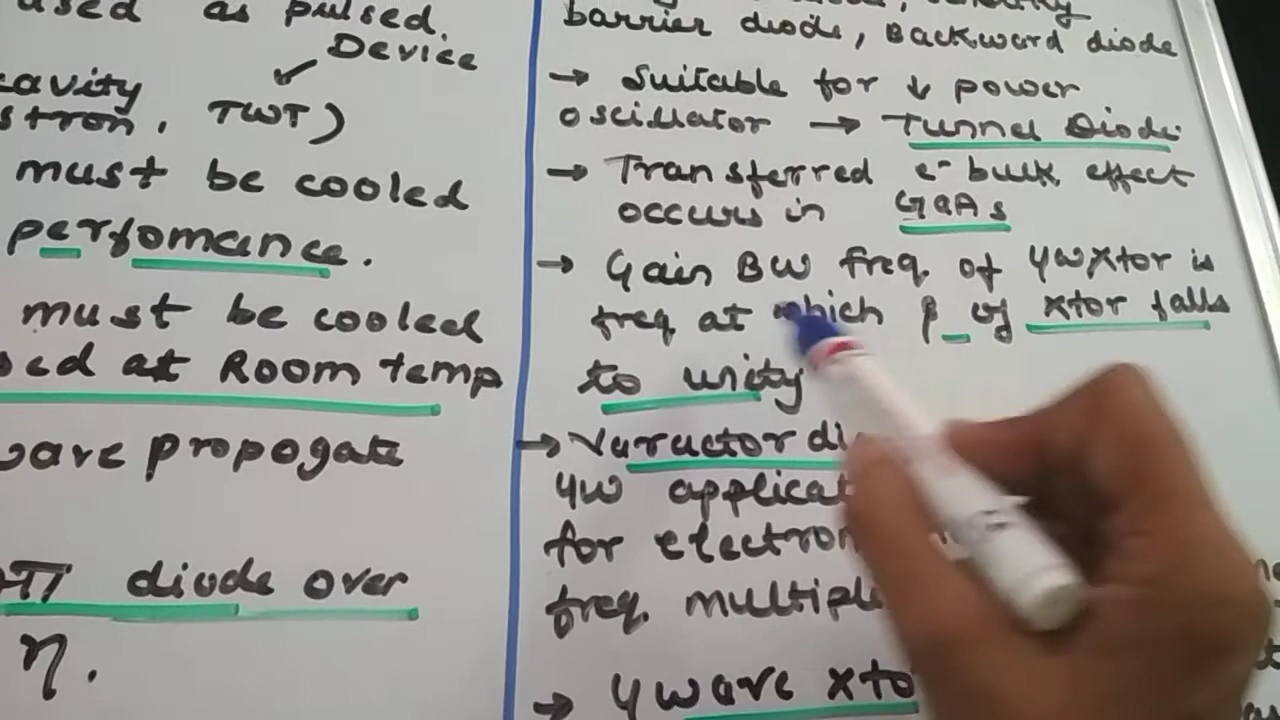 used as pulsed.
Device
cavity
stron, TWT)
must be cooled
perfomance.
must be cooled
sed at Room temp
wave propogate
diode over
η.
barrier diode, Backward diode
→ Suitable for ↓ power
oscillator → Tunnel Diode
→ Transferred e⁻ bulk effect
occurs in GaAs
→ Gain BW freq. of μw xtor is
freq at which β of xtor falls
to unity
→ Varactor di
μw applicat
for electron
freq. multipl
→ μwave xto